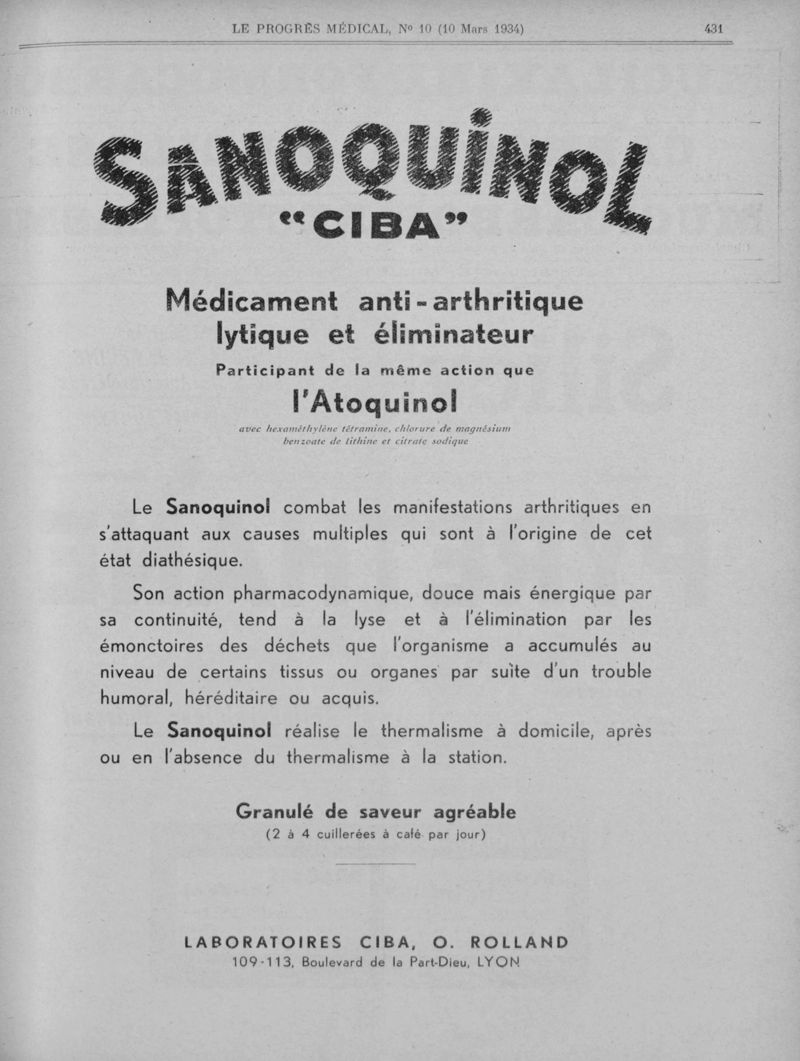 LE PROGRÈS MÉDICAL, No 10 (10 Mars 1934) 431
SANOQUINOL
"CIBA"
Médicament anti-arthritique
lytique et éliminateur
Participant de la même action que
l'Atoquinol
avec hexaméthylène tétramine, chlorure de magnésium
benzoate de lithine et citrate sodique
Le Sanoquinol combat les manifestations arthritiques en
s'attaquant aux causes multiples qui sont à l'origine de cet
état diathésique.
Son action pharmacodynamique, douce mais énergique par
sa continuité, tend à la lyse et à l'élimination par les
émonctoires des déchets que l'organisme a accumulés au
niveau de certains tissus ou organes par suite d'un trouble
humoral, héréditaire ou acquis.
Le Sanoquinol réalise le thermalisme à domicile, après
ou en l'absence du thermalisme à la station.
Granulé de saveur agréable
(2 à 4 cuillerées à café par jour)
LABORATOIRES CIBA, O. ROLLAND
109-113, Boulevard de la Part-Dieu, LYON